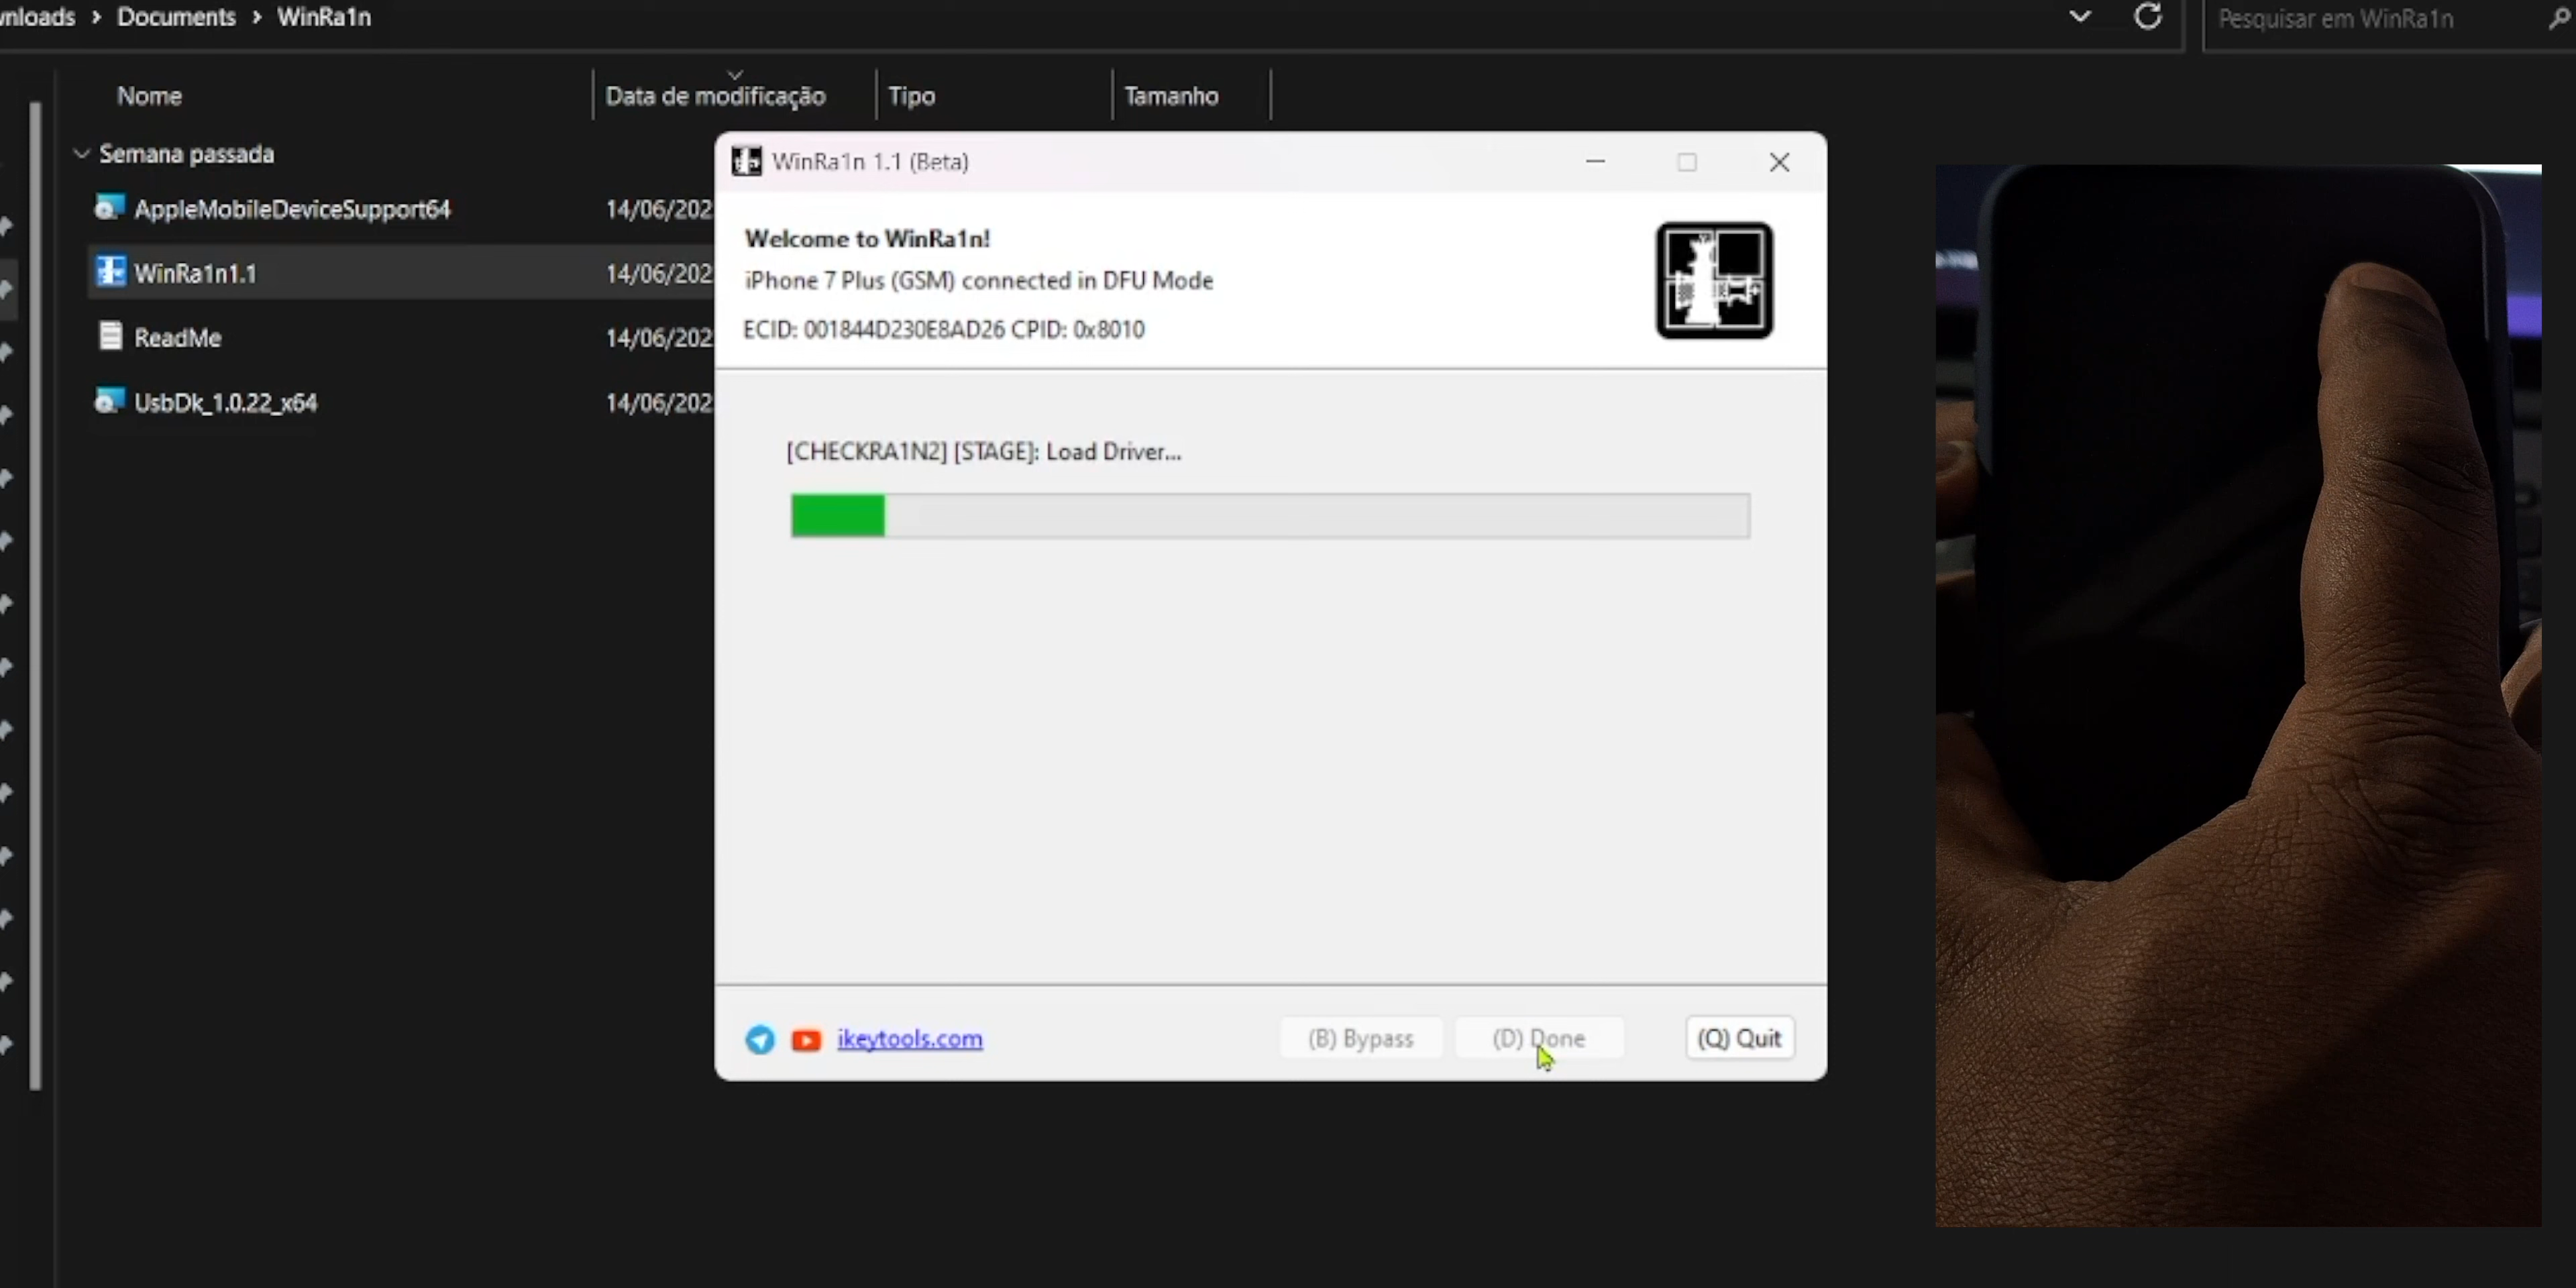 Documents > WinRa1n
Pesquisar em WinRa1n
Nome
Data de modificação
Tipo
Tamanho
Semana passada
AppleMobileDeviceSupport64
14/06/202
WinRa1n1.1
14/06/202
ReadMe
14/06/202
UsbDk_1.0.22_x64
14/06/202
WinRa1n 1.1 (Beta)
Welcome to WinRa1n!
iPhone 7 Plus (GSM) connected in DFU Mode
ECID: 001844D230E8AD26 CPID: 0x8010
[CHECKRA1N2] [STAGE]: Load Driver...
ikeytools.com
(B) Bypass
(D) Done
(Q) Quit